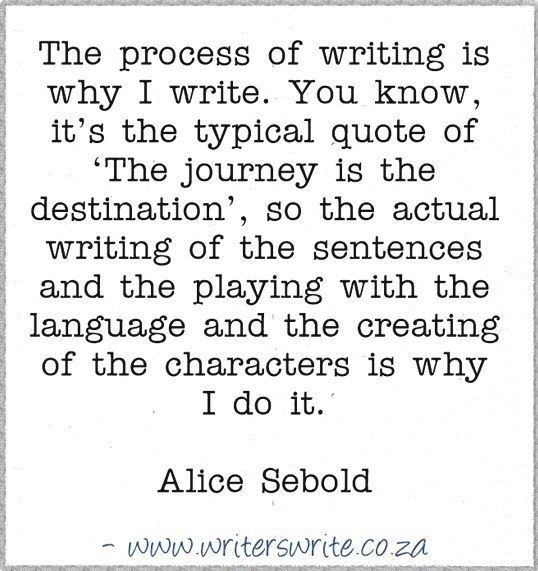 The process of writing is
why I write. You know,
it's the typical quote of
‘The journey is the
destination’, so the actual
writing of the sentences
and the playing with the
language and the creating
of the characters is why
I do it.
Alice Sebold
- www.writerswrite.co.za